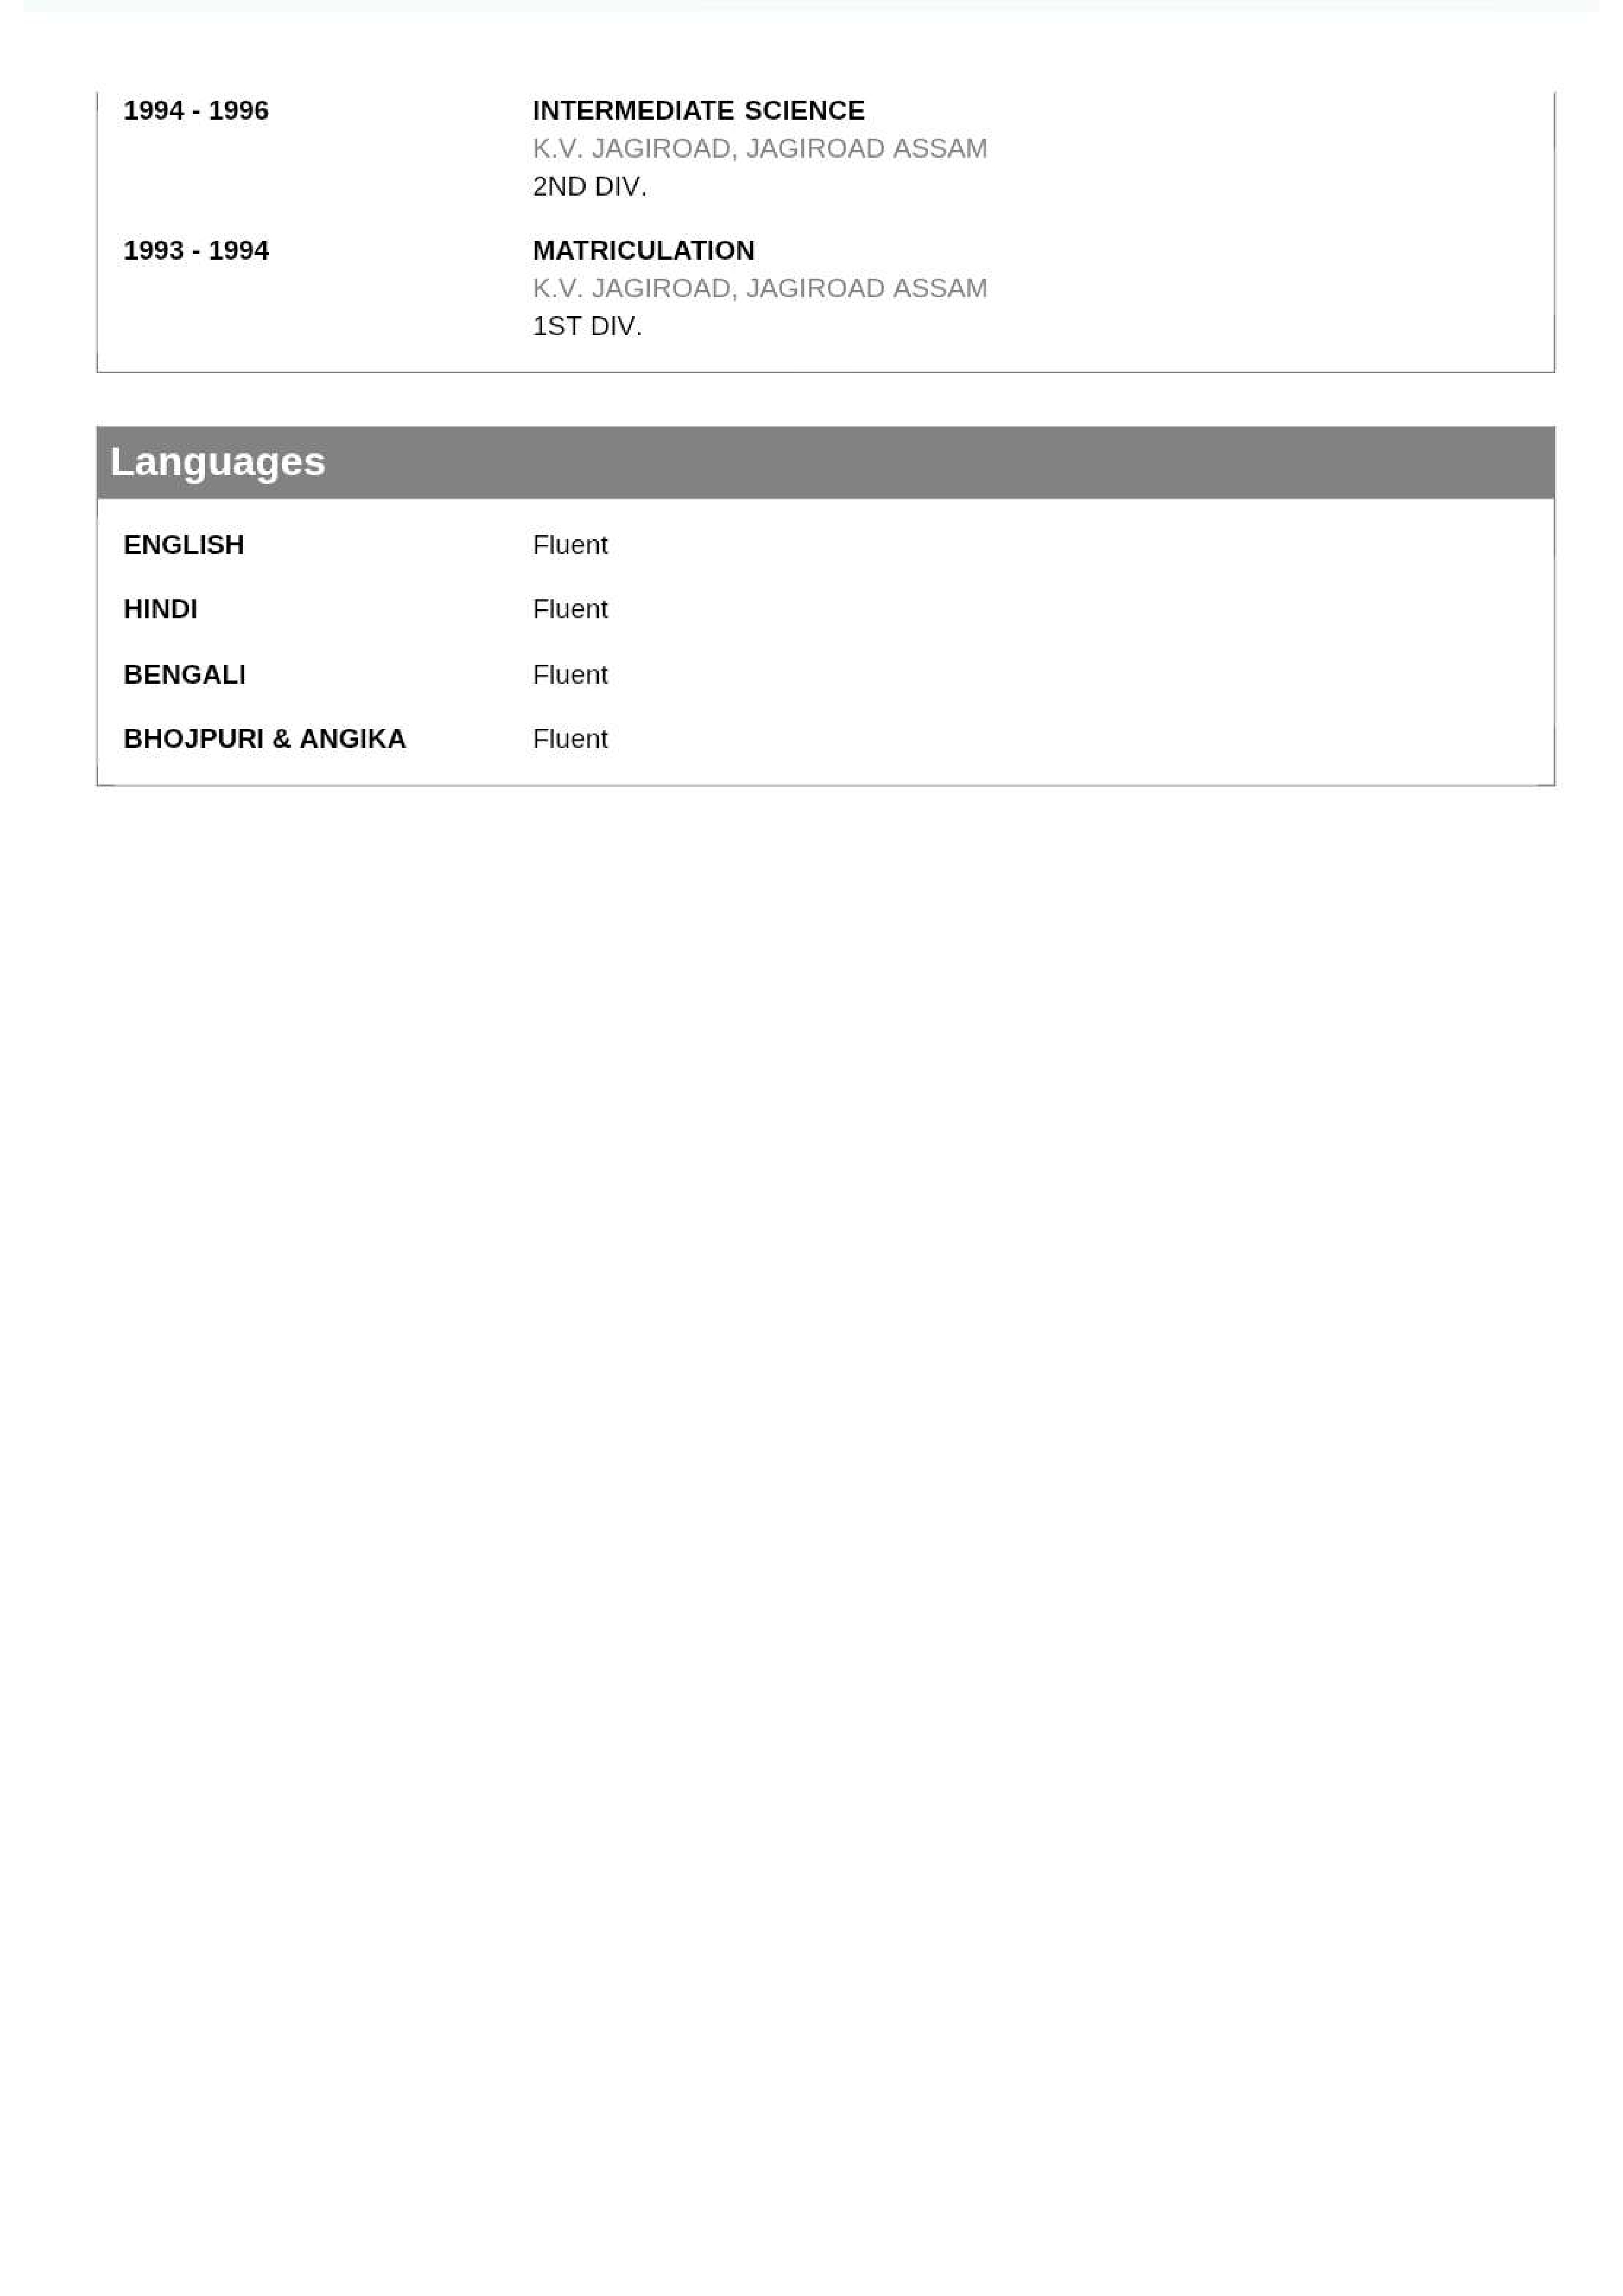 1994 - 1996 INTERMEDIATE SCIENCE
K.V. JAGIROAD, JAGIROAD ASSAM
2ND DIV.
1993 - 1994 MATRICULATION
K.V. JAGIROAD, JAGIROAD ASSAM
1ST DIV.
Languages
ENGLISH Fluent
HINDI Fluent
BENGALI Fluent
BHOJPURI & ANGIKA Fluent